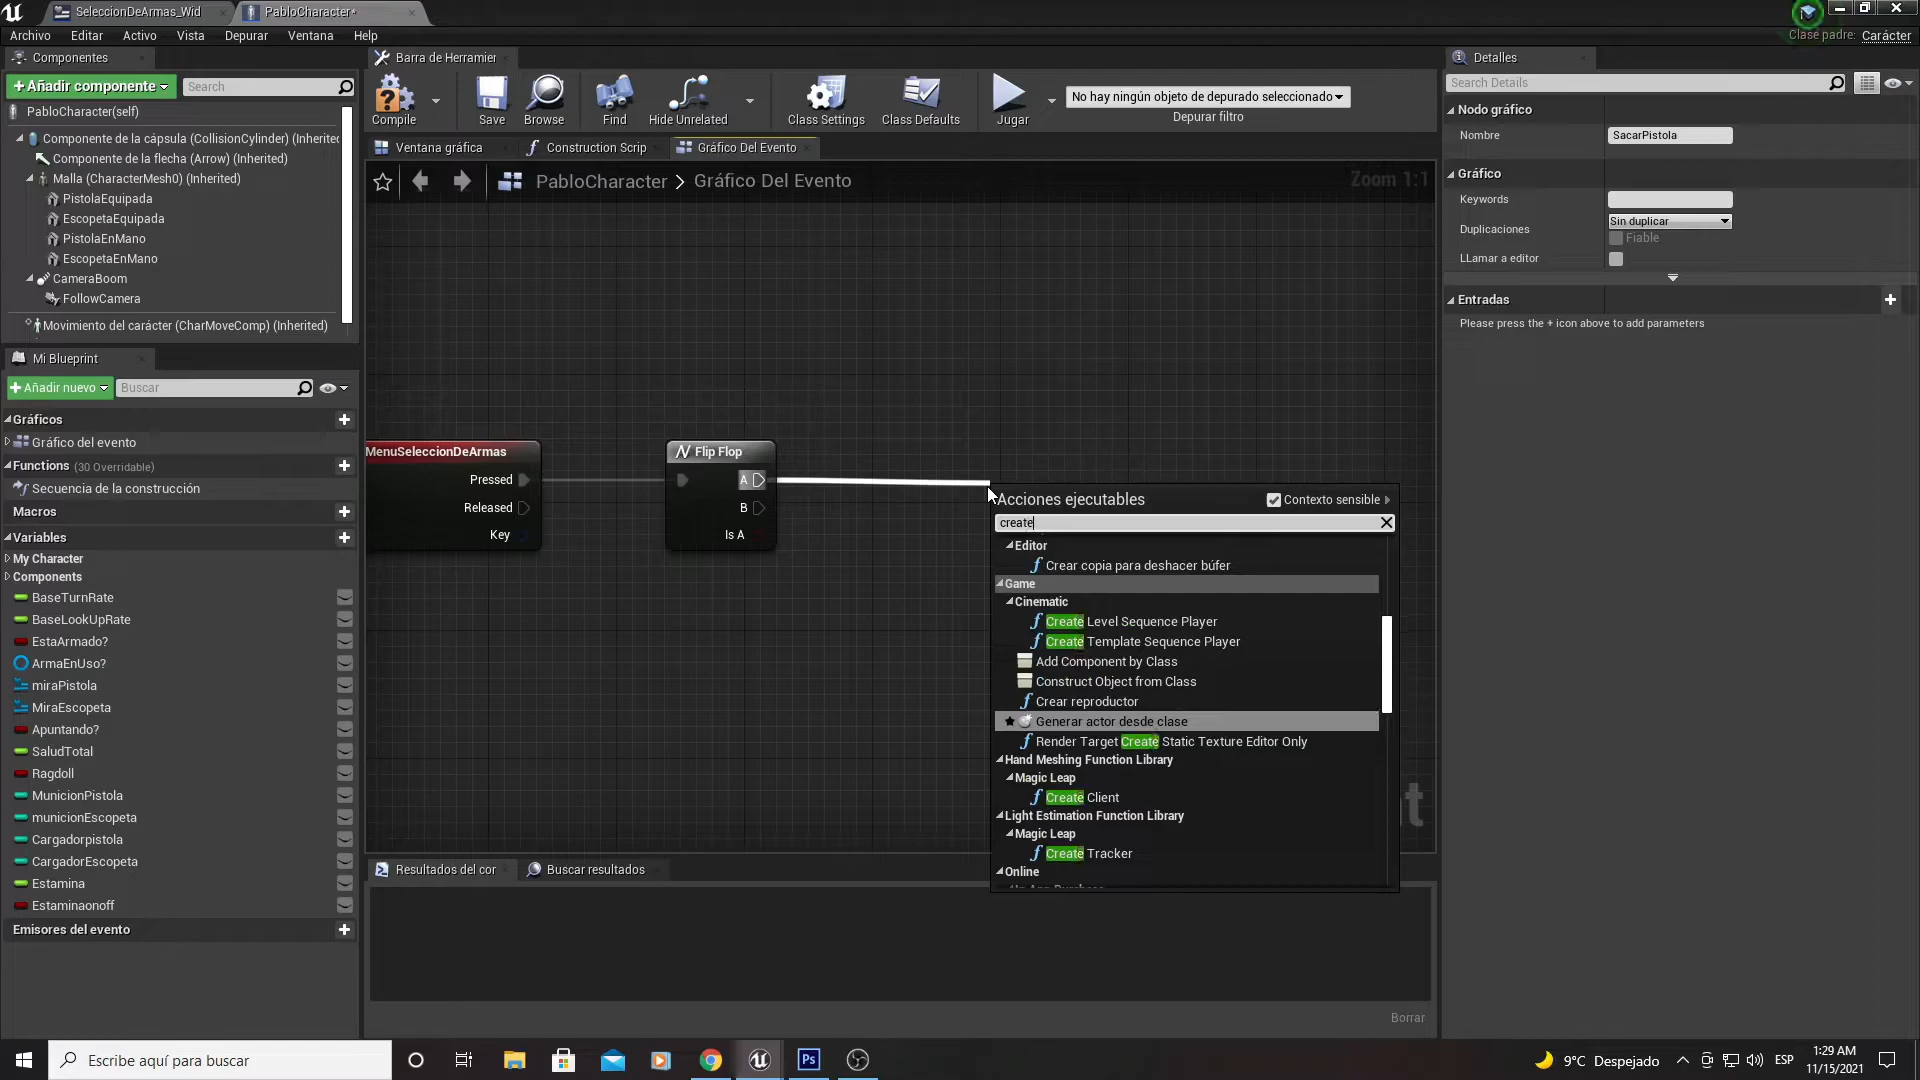 SeleccionDeArmas_Wid
PabloCharacter*
Archivo Editar Activo Vista Depurar Ventana Help
Clase padre: Carácter
Componentes
+ Añadir componente
Search
PabloCharacter(self)
Componente de la cápsula (CollisionCylinder) (Inherited
Componente de la flecha (Arrow) (Inherited)
Malla (CharacterMesh0) (Inherited)
PistolaEquipada
EscopetaEquipada
PistolaEnMano
EscopetaEnMano
CameraBoom
FollowCamera
Movimiento del carácter (CharMoveComp) (Inherited)
Mi Blueprint
+ Añadir nuevo
Buscar
Gráficos
Gráfico del evento
Functions (30 Overridable)
Secuencia de la construcción
Macros
Variables
My Character
Components
BaseTurnRate
BaseLookUpRate
EstaArmado?
ArmaEnUso?
miraPistola
MiraEscopeta
Apuntando?
SaludTotal
Ragdoll
MunicionPistola
municionEscopeta
Cargadorpistola
CargadorEscopeta
Estamina
Estaminaonoff
Emisores del evento
Barra de Herramier
Compile
Save
Browse
Find
Hide Unrelated
Class Settings
Class Defaults
Jugar
No hay ningún objeto de depurado seleccionado
Depurar filtro
Ventana gráfica
Construction Scrip
Gráfico Del Evento
PabloCharacter > Gráfico Del Evento
Zoom 1:1
MenuSeleccionDeArmas
Pressed
Released
Key
Flip Flop
A
B
Is A
Acciones ejecutables
Contexto sensible
create
Editor
Crear copia para deshacer búfer
Game
Cinematic
Create Level Sequence Player
Create Template Sequence Player
Add Component by Class
Construct Object from Class
Crear reproductor
Generar actor desde clase
Render Target Create Static Texture Editor Only
Hand Meshing Function Library
Magic Leap
Create Client
Light Estimation Function Library
Magic Leap
Create Tracker
Online
Resultados del cor
Buscar resultados
Borrar
Detalles
Search Details
Nodo gráfico
Nombre
SacarPistola
Gráfico
Keywords
Duplicaciones
Sin duplicar
Fiable
LLamar a editor
Entradas
Please press the + icon above to add parameters
Escribe aquí para buscar
Ps
9°C Despejado
ESP
1:29 AM
11/15/2021